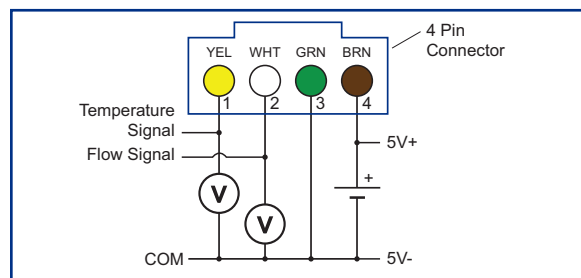 YEL WHT GRN BRN
4 Pin
Connector
1 2 3 4
Temperature
Signal
Flow Signal
5V+
+
V
V
COM
5V-